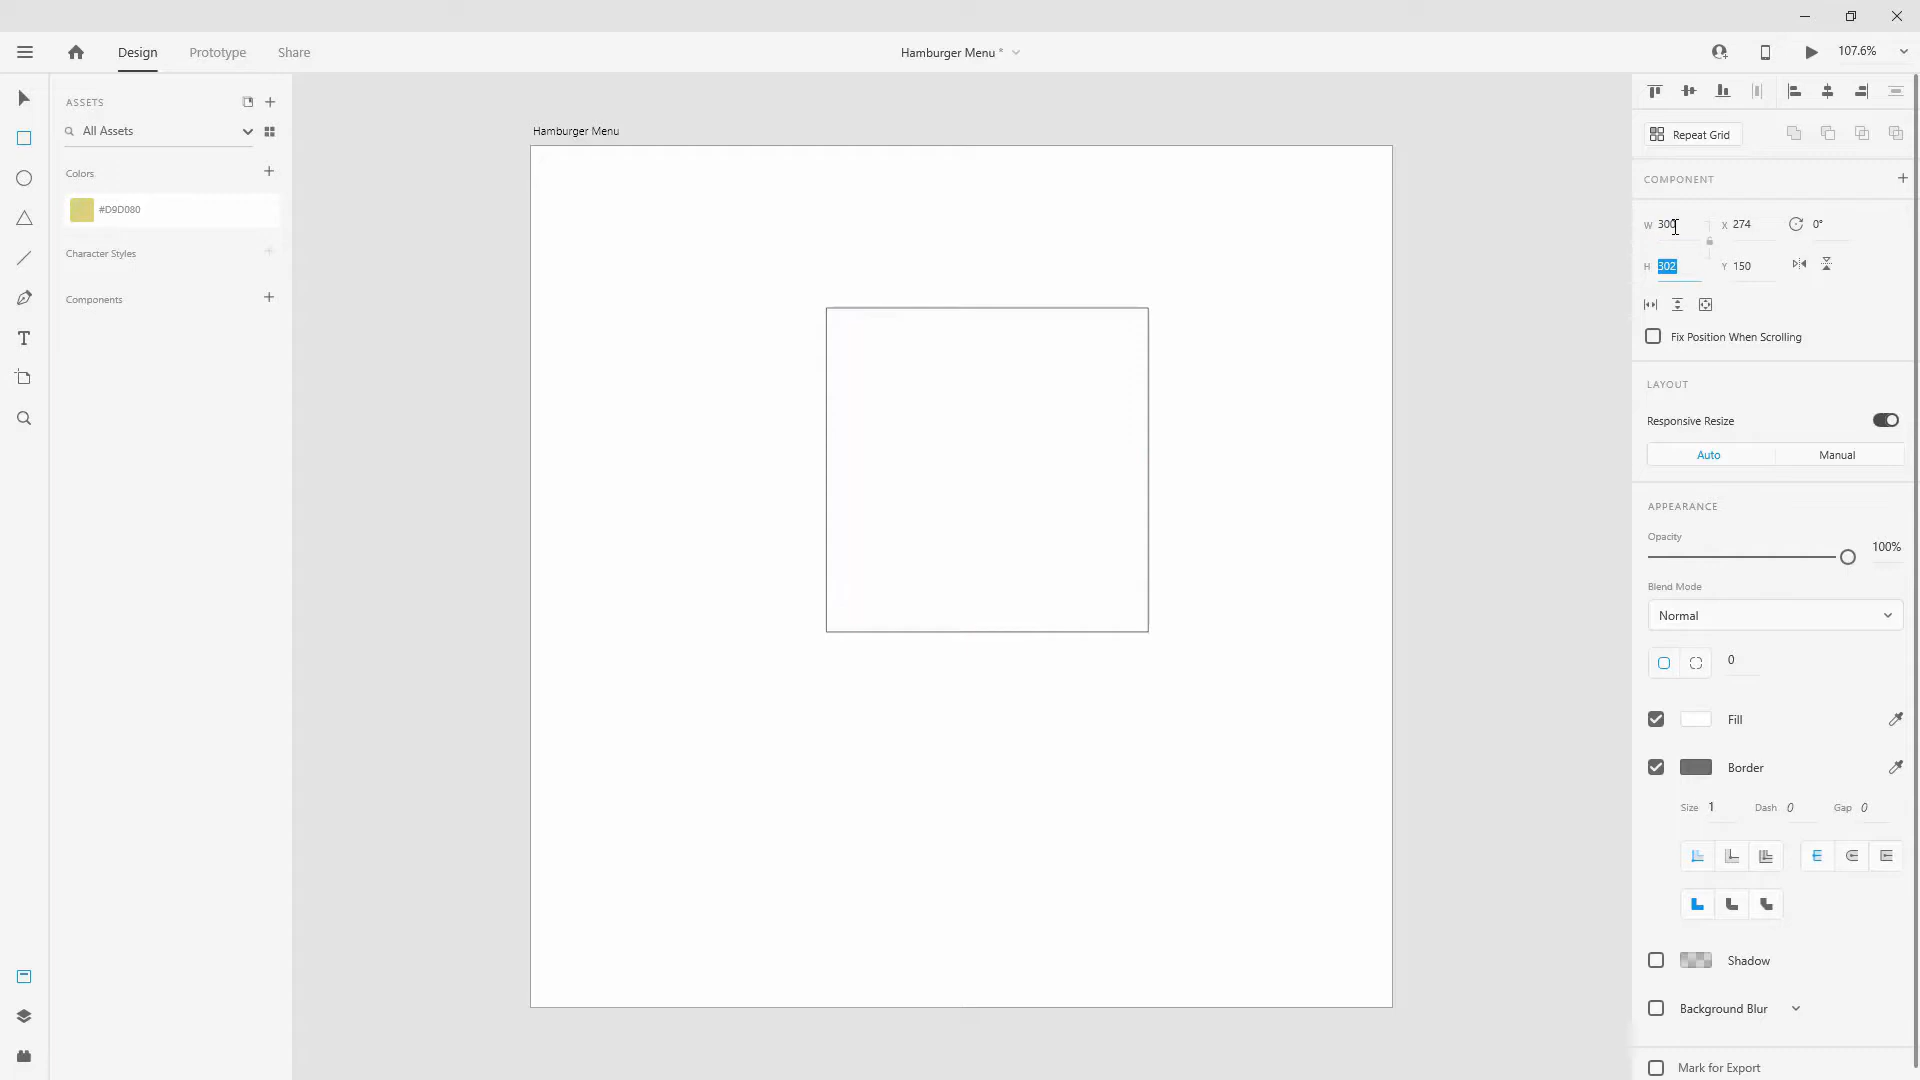 Design Prototype Share Hamburger Menu * 107.6%
ASSETS
All Assets
Colors
#D9D080
Character Styles
Components
Hamburger Menu
Repeat Grid
COMPONENT
W 300 X 274 0°
H 302 Y 150
Fix Position When Scrolling
LAYOUT
Responsive Resize
Auto Manual
APPEARANCE
Opacity
100%
Blend Mode
Normal
0
Fill
Border
Size 1 Dash 0 Gap 0
Shadow
Background Blur
Mark for Export